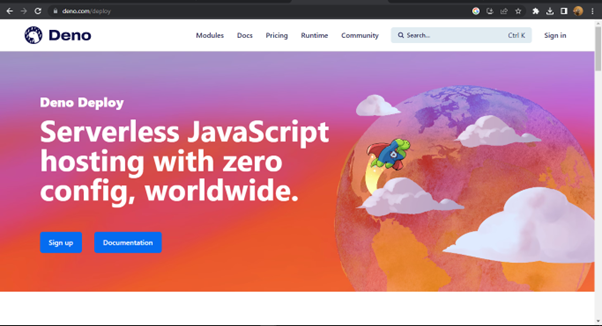 deno.com/deploy
Deno Modules Docs Pricing Runtime Community Search... Ctrl K Sign in
Deno Deploy
Serverless JavaScript
hosting with zero
config, worldwide.
Sign up Documentation